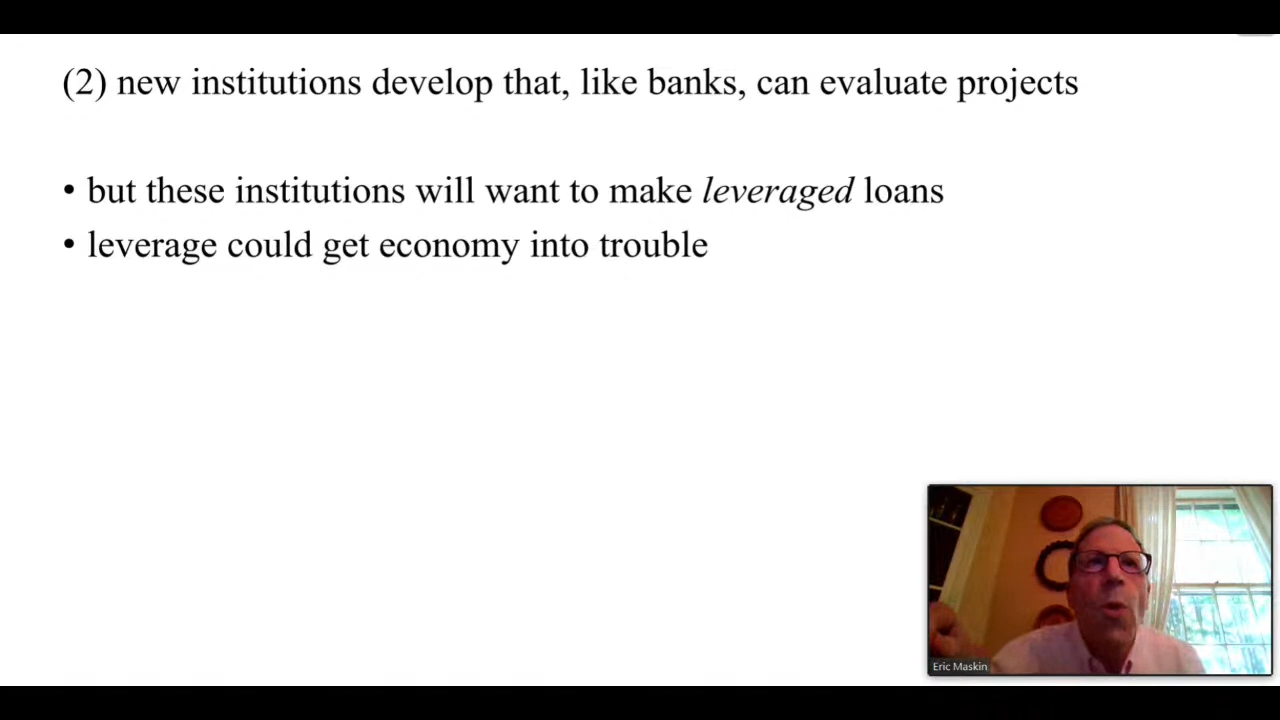 (2) new institutions develop that, like banks, can evaluate projects
• but these institutions will want to make leveraged loans
• leverage could get economy into trouble
Eric Maskin